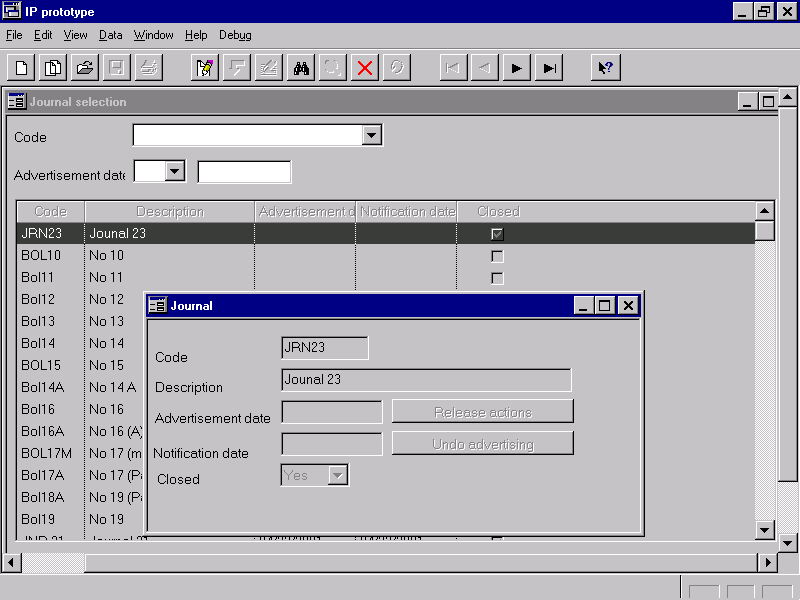 IP prototype
File Edit View Data Window Help Debug
Journal selection
Code
Advertisement date
Code Description Advertisement d Notification date Closed
JRN23 Jounal 23
BOL10 No 10
Bol11 No 11
Bol12 No 12
Bol13 No 13
Bol14 No 14
BOL15 No 15
Bol14A No 14 A
Bol16 No 16
Bol16A No 16 (A)
BOL17M No 17 (m
Bol17A No 17 (Pa
Bol18A No 19 (Pa
Bol19 No 19
Journal
Code JRN23
Description Jounal 23
Advertisement date Release actions
Notification date Undo advertising
Closed Yes